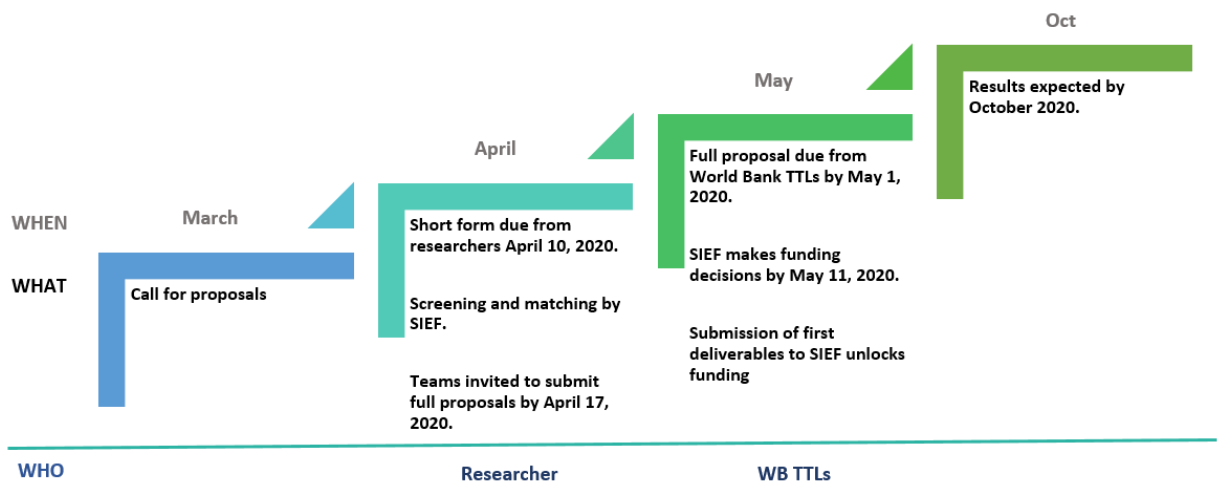 WHEN
March
April
May
Oct
WHAT
Call for proposals
Short form due from
researchers April 10, 2020.
Screening and matching by
SIEF.
Teams invited to submit
full proposals by April 17,
2020.
Full proposal due from
World Bank TTLs by May 1,
2020.
SIEF makes funding
decisions by May 11, 2020.
Submission of first
deliverables to SIEF unlocks
funding
Results expected by
October 2020.
WHO
Researcher
WB TTLs